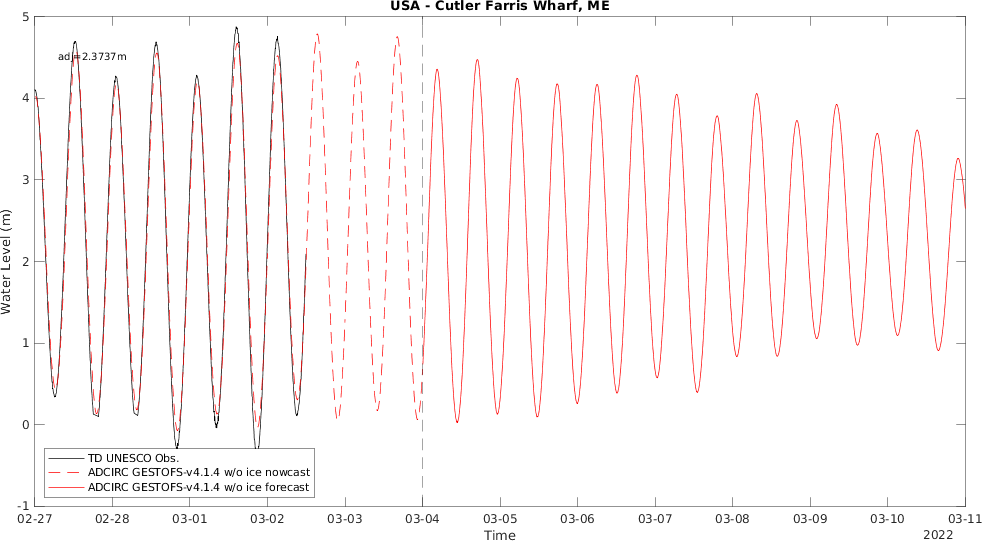 USA - Cutler Farris Wharf, ME
5
4
3
2
1
0
-1
Water Level (m)
adj=2.3737m
TD UNESCO Obs.
ADCIRC GESTOFS-v4.1.4 w/o ice nowcast
ADCIRC GESTOFS-v4.1.4 w/o ice forecast
02-27 02-28 03-01 03-02 03-03 03-04 03-05 03-06 03-07 03-08 03-09 03-10 03-11
Time
2022